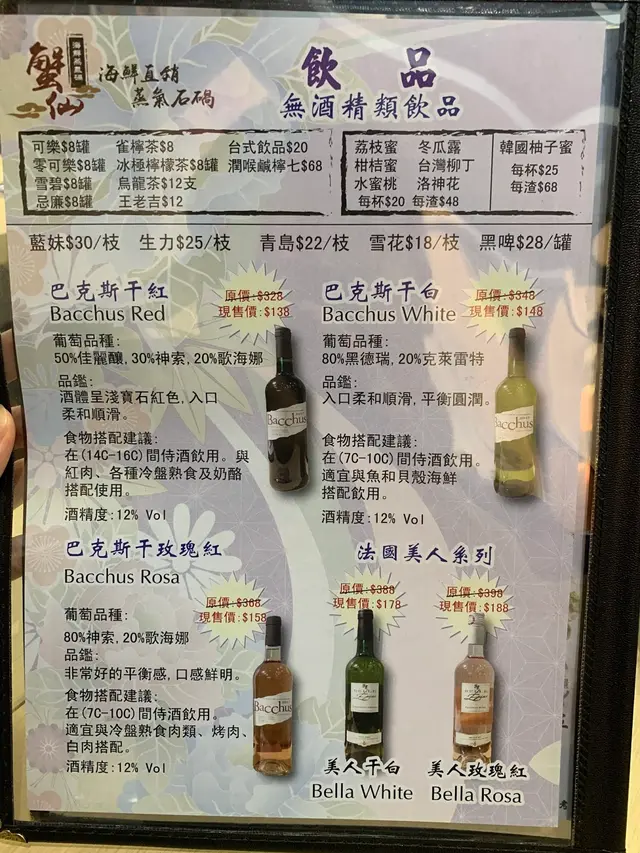 蟹仙
海鮮直銷
蒸氣石鍋
飲品
無酒精類飲品
可樂$8罐 雀檸茶$8 台式飲品$20
零可樂$8罐 冰極檸檬茶$8罐 潤喉鹹檸七$68
雪碧$8罐 烏龍茶$12支
忌廉$8罐 王老吉$12
荔枝蜜 冬瓜露 韓國柚子蜜
柑桔蜜 台灣柳丁 每杯$25
水蜜桃 洛神花 每渣$68
每杯$20 每渣$48
藍妹$30/枝 生力$25/枝 青島$22/枝 雪花$18/枝 黑啤$28/罐
巴克斯干紅
Bacchus Red
原價:$328
現售價:$138
葡萄品種:
50%佳麗釀,30%神索,20%歌海娜
品鑑:
酒體呈淺寶石紅色,入口
柔和順滑。
食物搭配建議:
在(14C-16C)間侍酒飲用。與
紅肉、各種冷盤熟食及奶酪
搭配使用。
酒精度:12% Vol
Bacchus
巴克斯干白
Bacchus White
原價:$348
現售價:$148
葡萄品種:
80%黑德瑞,20%克萊雷特
品鑑:
入口柔和順滑,平衡圓潤。
食物搭配建議:
在(7C-10C)間侍酒飲用。
適宜與魚和貝殼海鮮
搭配飲用。
酒精度:12% Vol
Bacchus
巴克斯干玫瑰紅
Bacchus Rosa
原價:$368
現售價:$158
葡萄品種:
80%神索,20%歌海娜
品鑑:
非常好的平衡感,口感鮮明。
食物搭配建議:
在(7C-10C)間侍酒飲用。
適宜與冷盤熟食肉類、烤肉、
白肉搭配。
酒精度:12% Vol
Bacchus
法國美人系列
原價:$388
現售價:$178
原價:$398
現售價:$188
美人干白
Bella White
美人玫瑰紅
Bella Rosa